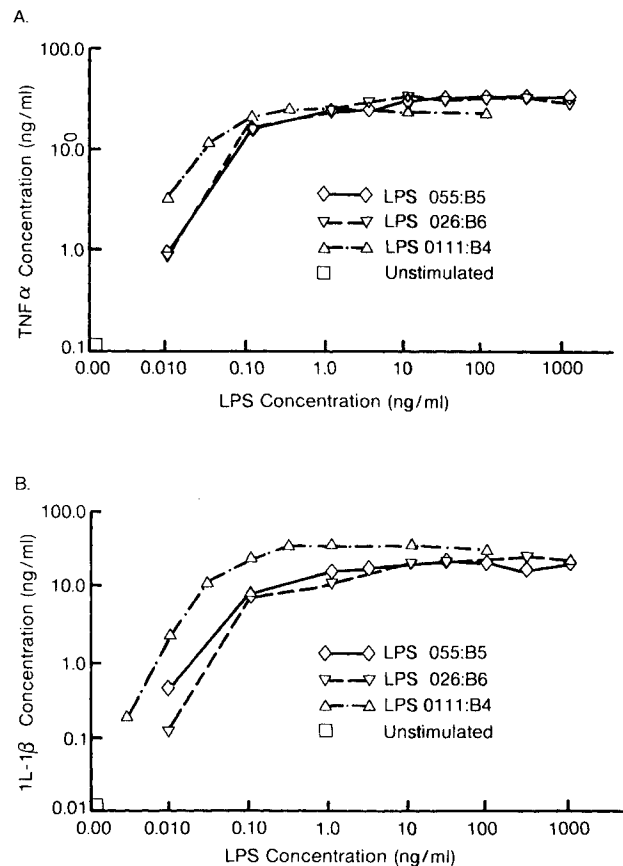 A.
TNF α Concentration (ng/ml)
100.0
10.0
1.0
0.1
0.00 0.010 0.10 1.0 10 100 1000
LPS Concentration (ng/ml)
LPS 055:B5
LPS 026:B6
LPS 0111:B4
Unstimulated
B.
1L-1β Concentration (ng/ml)
100.0
10.0
1.0
0.1
0.01
0.00 0.010 0.10 1.0 10 100 1000
LPS Concentration (ng/ml)
LPS 055:B5
LPS 026:B6
LPS 0111:B4
Unstimulated